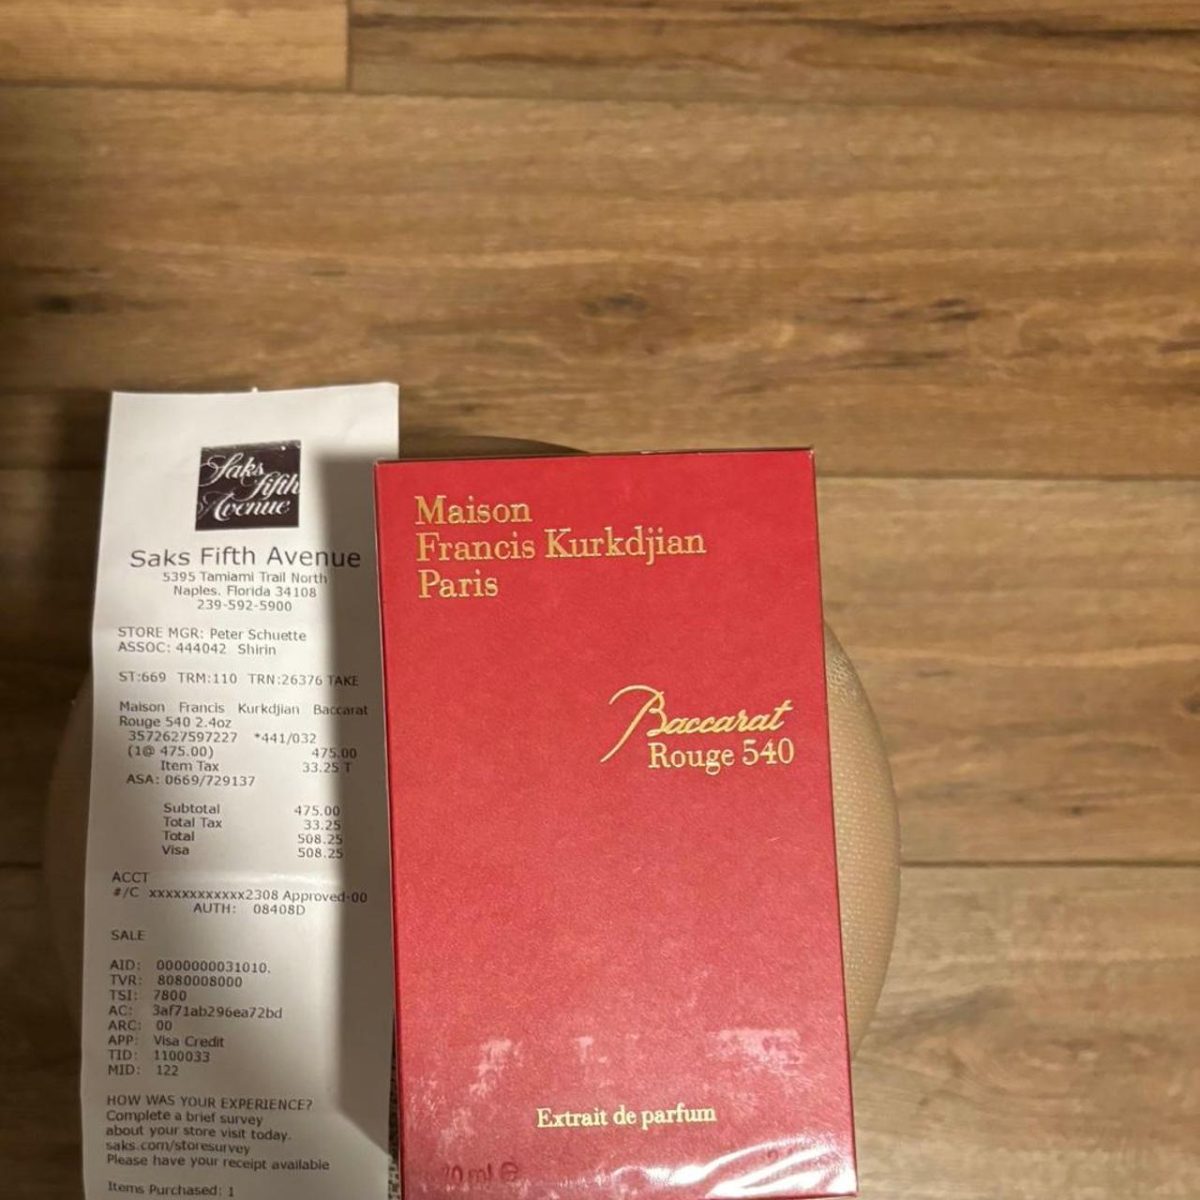 Saks
fifth
Avenue
Saks Fifth Avenue
5395 Tamiami Trail North
Naples, Florida 34108
239-592-5900
STORE MGR: Peter Schuette
ASSOC: 444042 Shirin
ST:669 TRM:110 TRN:26376 TAKE
Maison Francis Kurkdjian Baccarat
Rouge 540 2.4oz
3572627597227 *441/032
(1@ 475.00) 475.00
Item Tax 33.25 T
ASA: 0669/729137
Subtotal 475.00
Total Tax 33.25
Total 508.25
Visa 508.25
ACCT
#/C xxxxxxxxxxxx2308 Approved-00
AUTH: 08408D
SALE
AID: 0000000031010.
TVR: 8080008000
TSI: 7800
AC: 3af71ab296ea72bd
ARC: 00
APP: Visa Credit
TID: 1100033
MID: 122
HOW WAS YOUR EXPERIENCE?
Complete a brief survey
about your store visit today.
saks.com/storesurvey
Please have your receipt available
Items Purchased: 1
Maison
Francis Kurkdjian
Paris
Baccarat
Rouge 540
Extrait de parfum
ml ℮